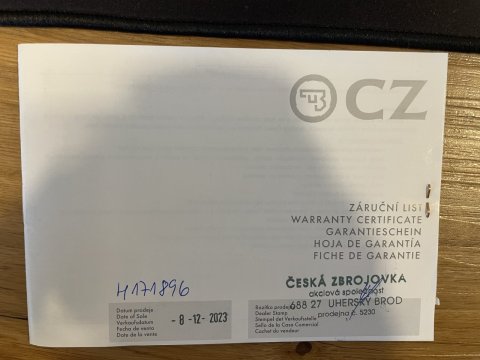 CZ
ZÁRUČNÍ LIST
WARRANTY CERTIFICATE
GARANTIESCHEIN
HOJA DE GARANTÍA
FICHE DE GARANTIE
ČESKÁ ZBROJOVKA
akciová společnost
688 27 UHERSKÝ BROD
prodejna č. 5230
H171896
Datum prodeje
Date of Sale
Verkaufsdatum
Fecha de venta
Date de la vente
- 8 -12- 2023
Razítko prodejce
Dealer Stamp
Stempel der Verkaufsstelle
Sello de la Casa Comercial
Cachet du vendeur